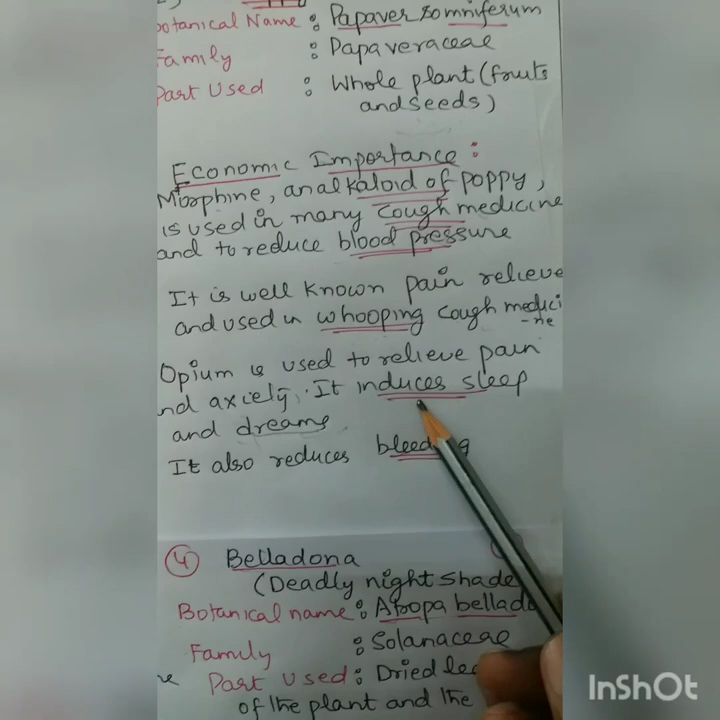 Botanical Name : Papaver somniferum
Family : Papaveraceae
Part Used : Whole plant (fruits
and seeds)
Economic Importance :
Morphine, an alkaloid of poppy,
is used in many cough medicine
and to reduce blood pressure
It is well known pain relieve
and used in whooping cough medici
-ne
Opium is used to relieve pain
nd axciety. It induces sleep
and dreams
It also reduces bleeding
4 Belladona
(Deadly night shade
Botanical name : Atropa bellado
Family : Solanaceae
Part Used : Dried lea
of the plant and the
InShOt